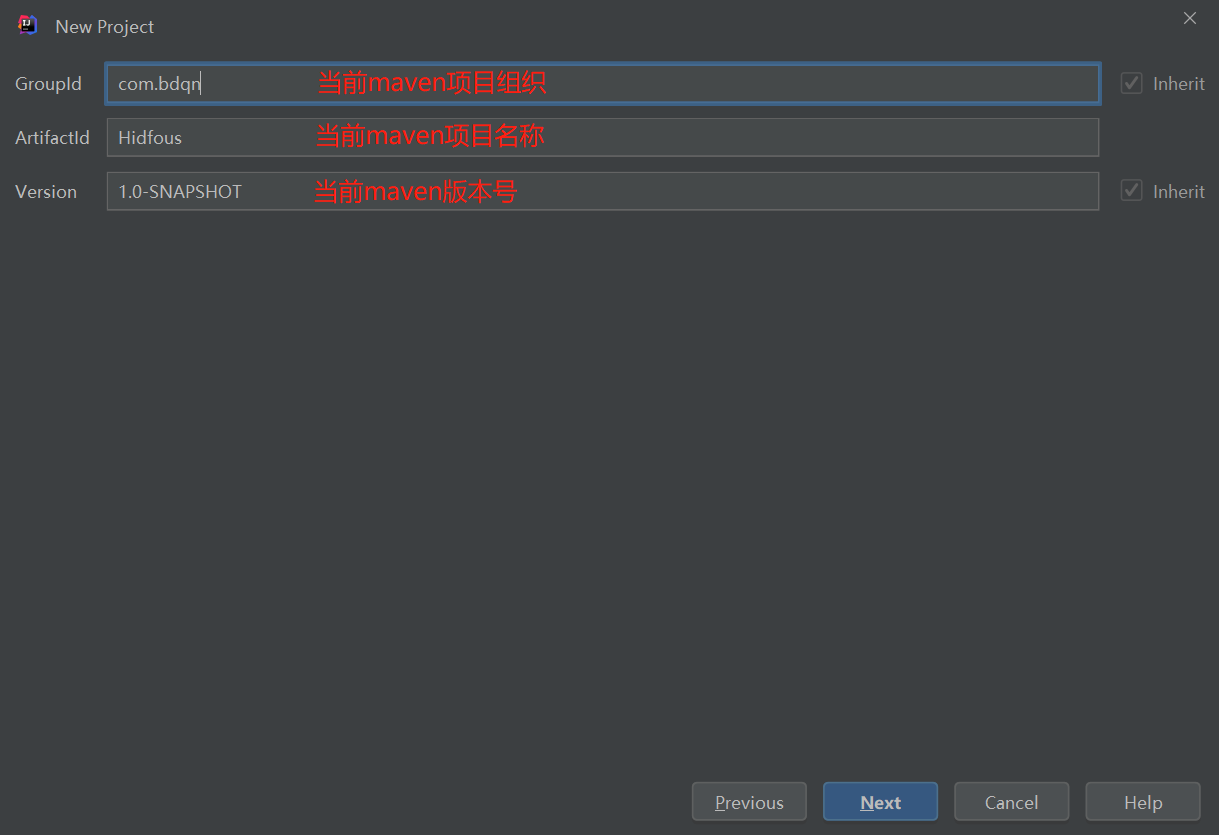 New Project
GroupId com.bdqn 当前maven项目组织 Inherit
ArtifactId Hidfous 当前maven项目名称
Version 1.0-SNAPSHOT 当前maven版本号 Inherit
Previous Next Cancel Help